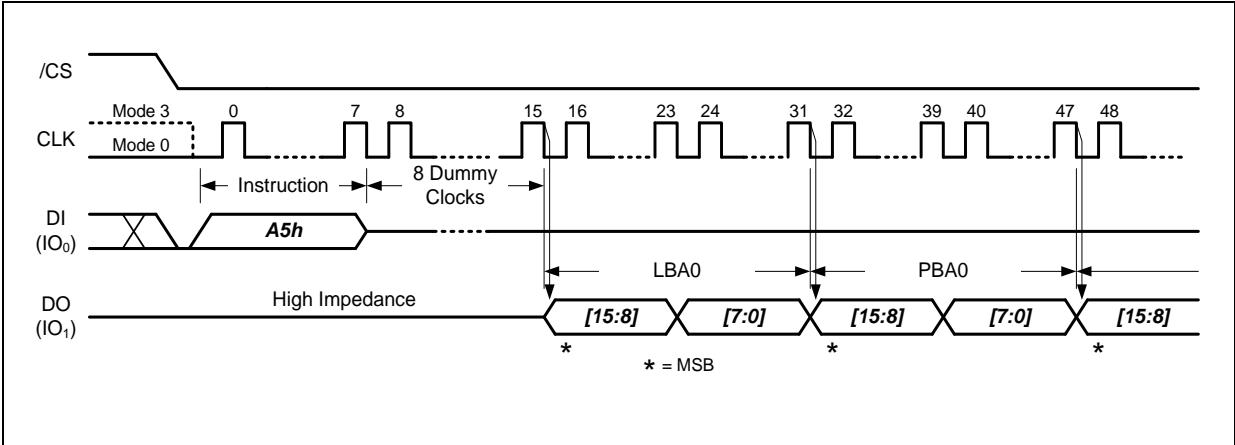 /CS
Mode 3
0
7
8
15
16
23
24
31
32
39
40
47
48
CLK
Mode 0
Instruction
8 Dummy
Clocks
DI
(IO₀)
A5h
LBA0
PBA0
DO
(IO₁)
High Impedance
[15:8]
[7:0]
[15:8]
[7:0]
[15:8]
*
*
*
* = MSB